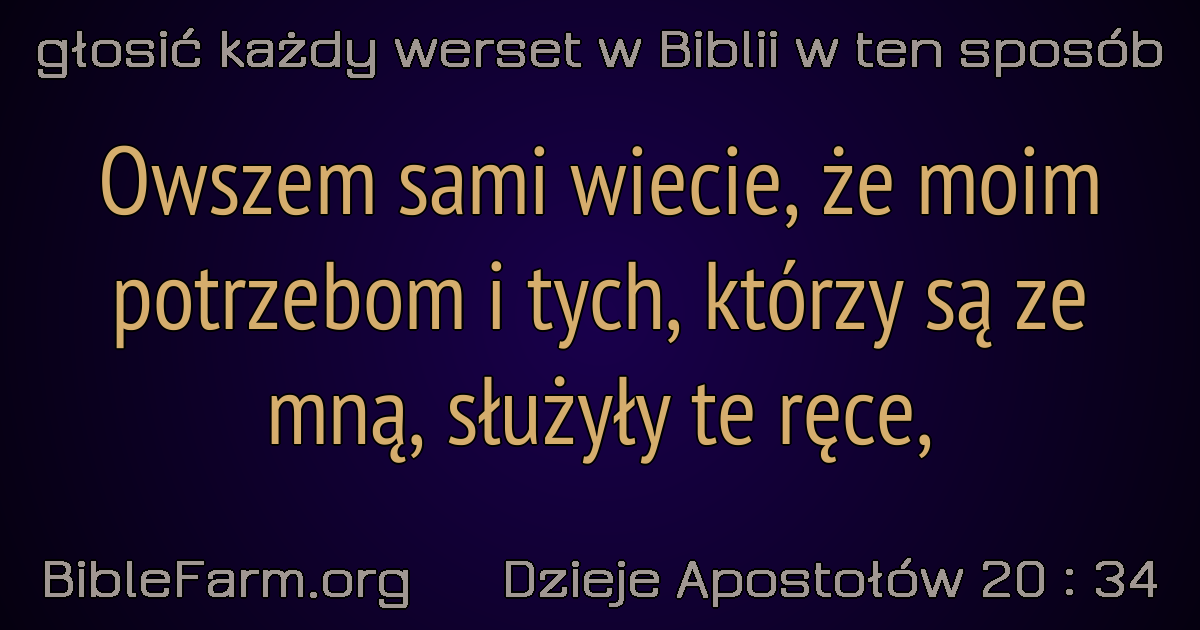 głosić każdy werset w Biblii w ten sposób
Owszem sami wiecie, że moim
potrzebom i tych, którzy są ze
mną, służyły te ręce,
BibleFarm.org Dzieje Apostołów 20 : 34